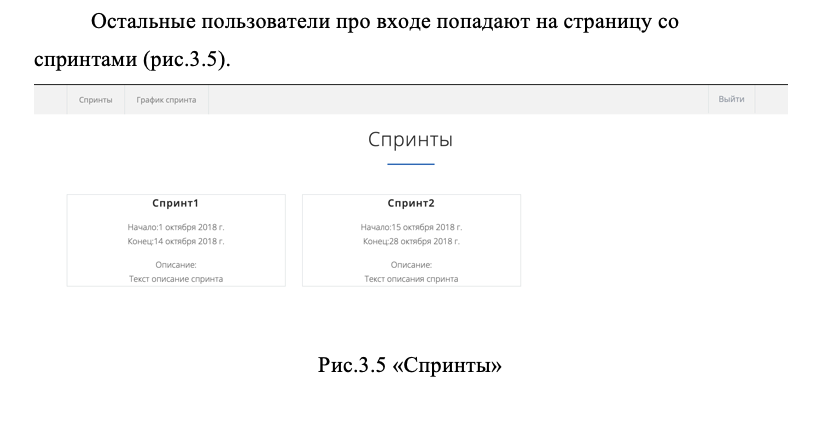 Остальные пользователи про входе попадают на страницу со
спринтами (рис.3.5).
Спринты График спринта Выйти
Спринты
Спринт1
Начало:1 октября 2018 г.
Конец:14 октября 2018 г.
Описание:
Текст описание спринта
Спринт2
Начало:15 октября 2018 г.
Конец:28 октября 2018 г.
Описание:
Текст описания спринта
Рис.3.5 «Спринты»